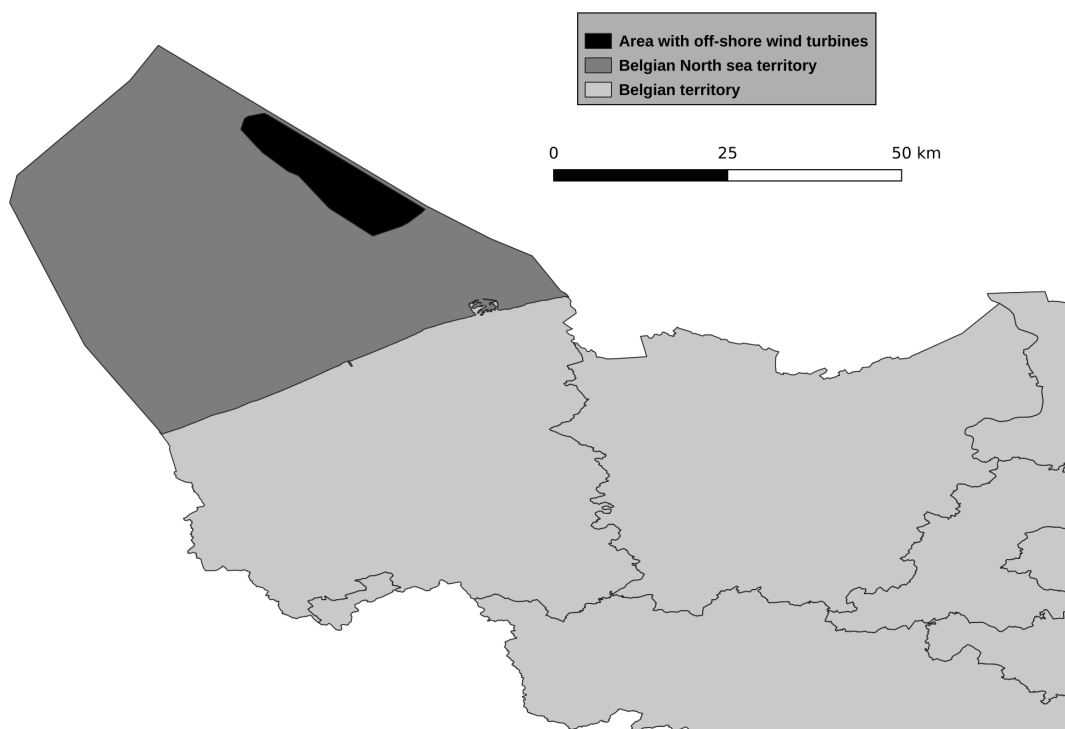 Area with off-shore wind turbines
Belgian North sea territory
Belgian territory
0 25 50 km